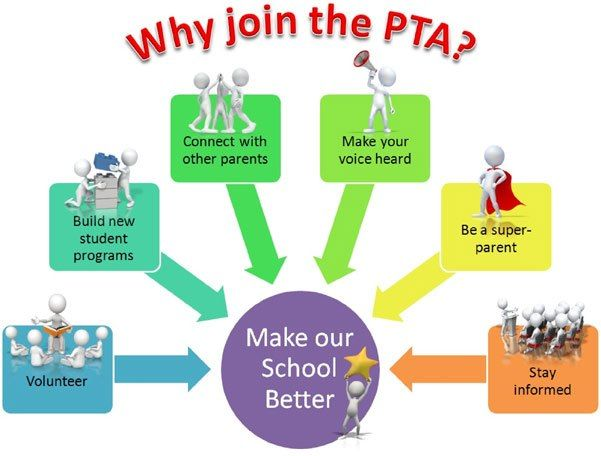 Why join the PTA?
Connect with
other parents
Make your
voice heard
Build new
student
programs
Be a super-
parent
Volunteer
Make our
School
Better
Stay
informed